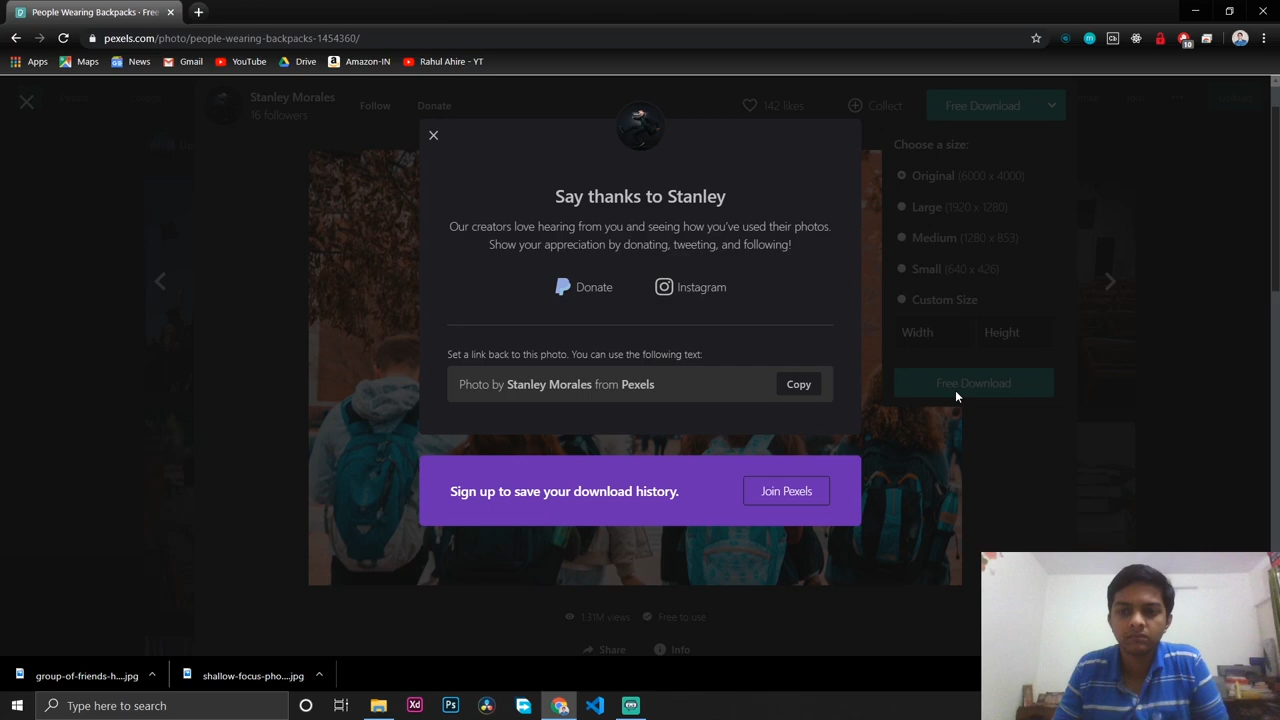 People Wearing Backpacks · Free
pexels.com/photo/people-wearing-backpacks-1454360/
Apps Maps News Gmail YouTube Drive Amazon-IN Rahul Ahire - YT
10
Stanley Morales
16 followers
Follow
Donate
142 likes
Collect
Free Download
Say thanks to Stanley
Our creators love hearing from you and seeing how you've used their photos.
Show your appreciation by donating, tweeting, and following!
Donate
Instagram
Set a link back to this photo. You can use the following text:
Photo by Stanley Morales from Pexels
Copy
Sign up to save your download history.
Join Pexels
Choose a size:
Original (6000 x 4000)
Large (1920 x 1280)
Medium (1280 x 853)
Small (640 x 426)
Custom Size
Width Height
Free Download
1.31M views
Free to use
Share
Info
group-of-friends-h....jpg
shallow-focus-pho....jpg
Type here to search
Xd
Ps